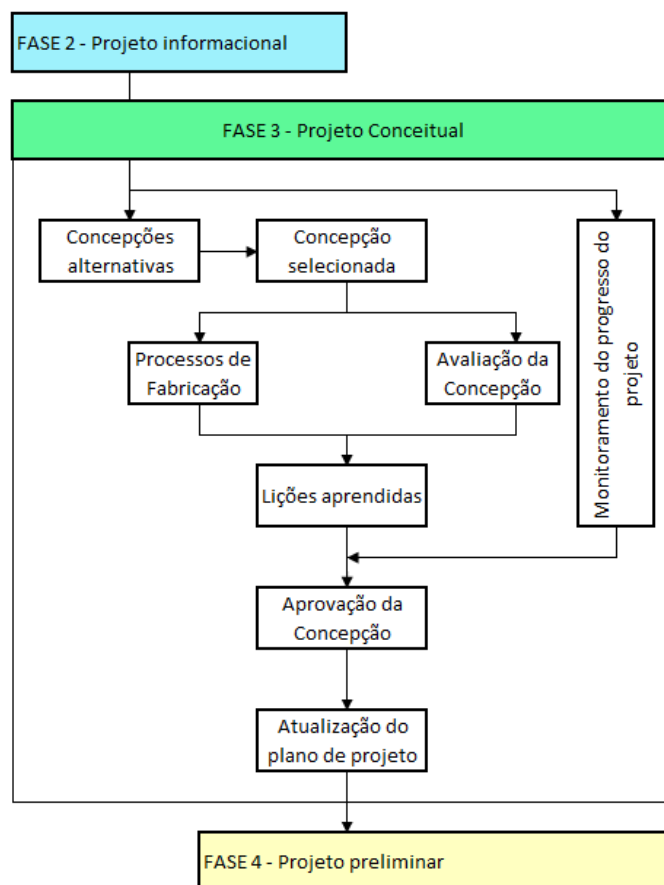 FASE 2 - Projeto informacional
FASE 3 - Projeto Conceitual
Concepções
alternativas
Concepção
selecionada
Monitoramento do progresso do
projeto
Processos de
Fabricação
Avaliação da
Concepção
Lições aprendidas
Aprovação da
Concepção
Atualização do
plano de projeto
FASE 4 - Projeto preliminar